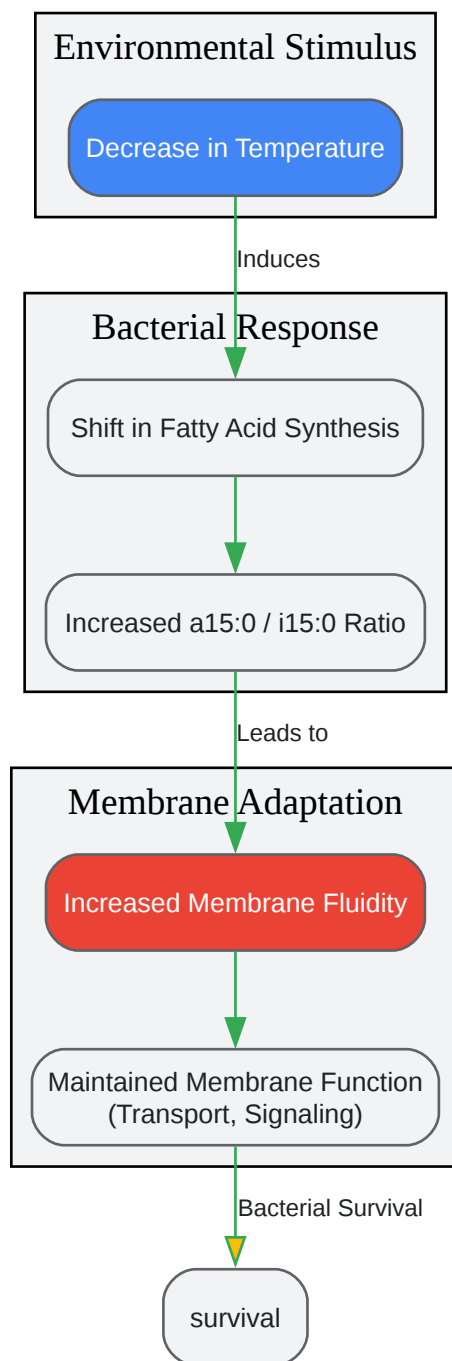 Environmental Stimulus
Decrease in Temperature
Induces
Bacterial Response
Shift in Fatty Acid Synthesis
Increased a15:0 / i15:0 Ratio
Leads to
Membrane Adaptation
Increased Membrane Fluidity
Maintained Membrane Function
(Transport, Signaling)
Bacterial Survival
survival